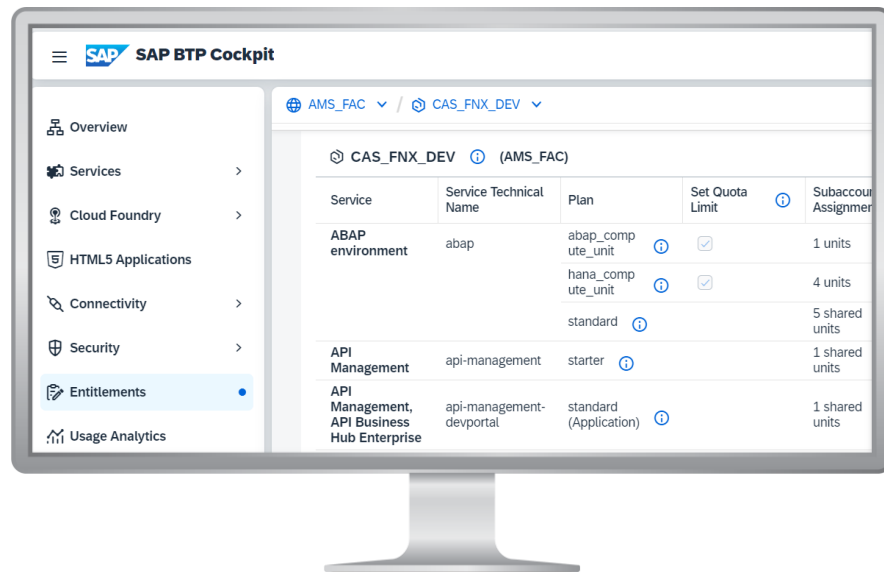 SAP SAP BTP Cockpit
AMS_FAC / CAS_FNX_DEV
Overview
Services
Cloud Foundry
HTML5 Applications
Connectivity
Security
Entitlements
Usage Analytics
CAS_FNX_DEV (AMS_FAC)
Service
Service Technical
Name
Plan
Set Quota
Limit
ABAP
environment
abap
abap_comp
ute_unit
1 units
hana_comp
ute_unit
4 units
standard
5 shared
units
API
Management
api-management
starter
1 shared
units
API
Management,
API Business
Hub Enterprise
api-management-
devportal
standard
(Application)
1 shared
units